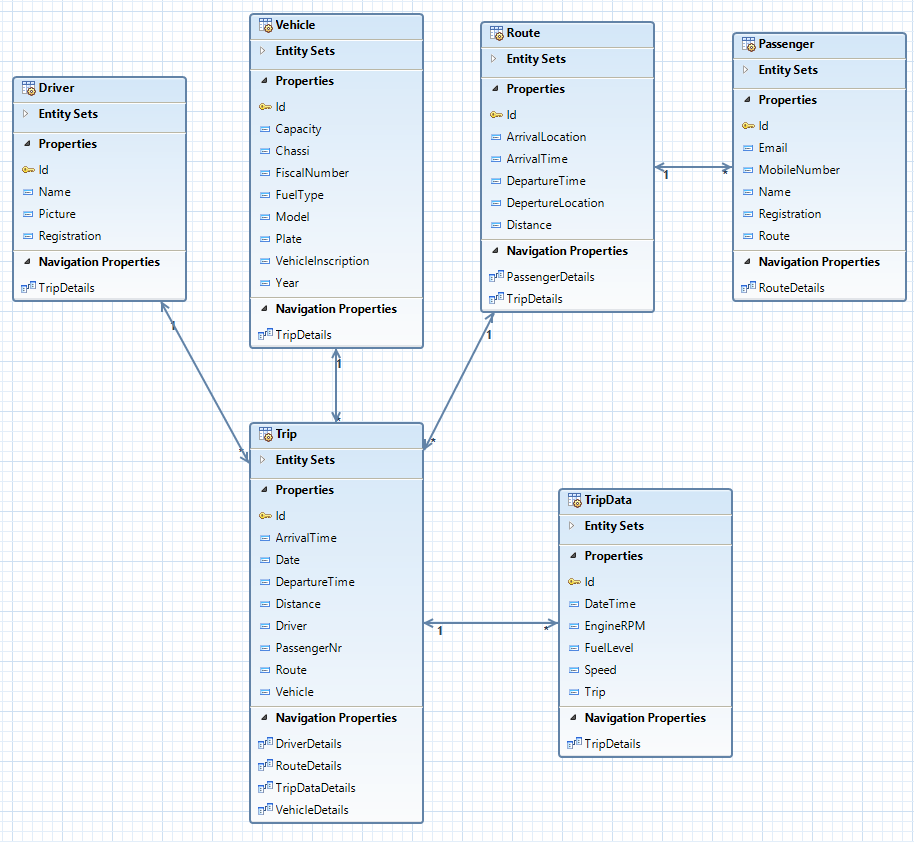 Driver
Entity Sets
Properties
Id
Name
Picture
Registration
Navigation Properties
TripDetails
Vehicle
Entity Sets
Properties
Id
Capacity
Chassi
FiscalNumber
FuelType
Model
Plate
VehicleInscription
Year
Navigation Properties
TripDetails
Route
Entity Sets
Properties
Id
ArrivalLocation
ArrivalTime
DepartureTime
DepertureLocation
Distance
Navigation Properties
PassengerDetails
TripDetails
1
*
Passenger
Entity Sets
Properties
Id
Email
MobileNumber
Name
Registration
Route
Navigation Properties
RouteDetails
1
*
1
*
1
*
Trip
Entity Sets
Properties
Id
ArrivalTime
Date
DepartureTime
Distance
Driver
PassengerNr
Route
Vehicle
Navigation Properties
DriverDetails
RouteDetails
TripDataDetails
VehicleDetails
1
*
TripData
Entity Sets
Properties
Id
DateTime
EngineRPM
FuelLevel
Speed
Trip
Navigation Properties
TripDetails